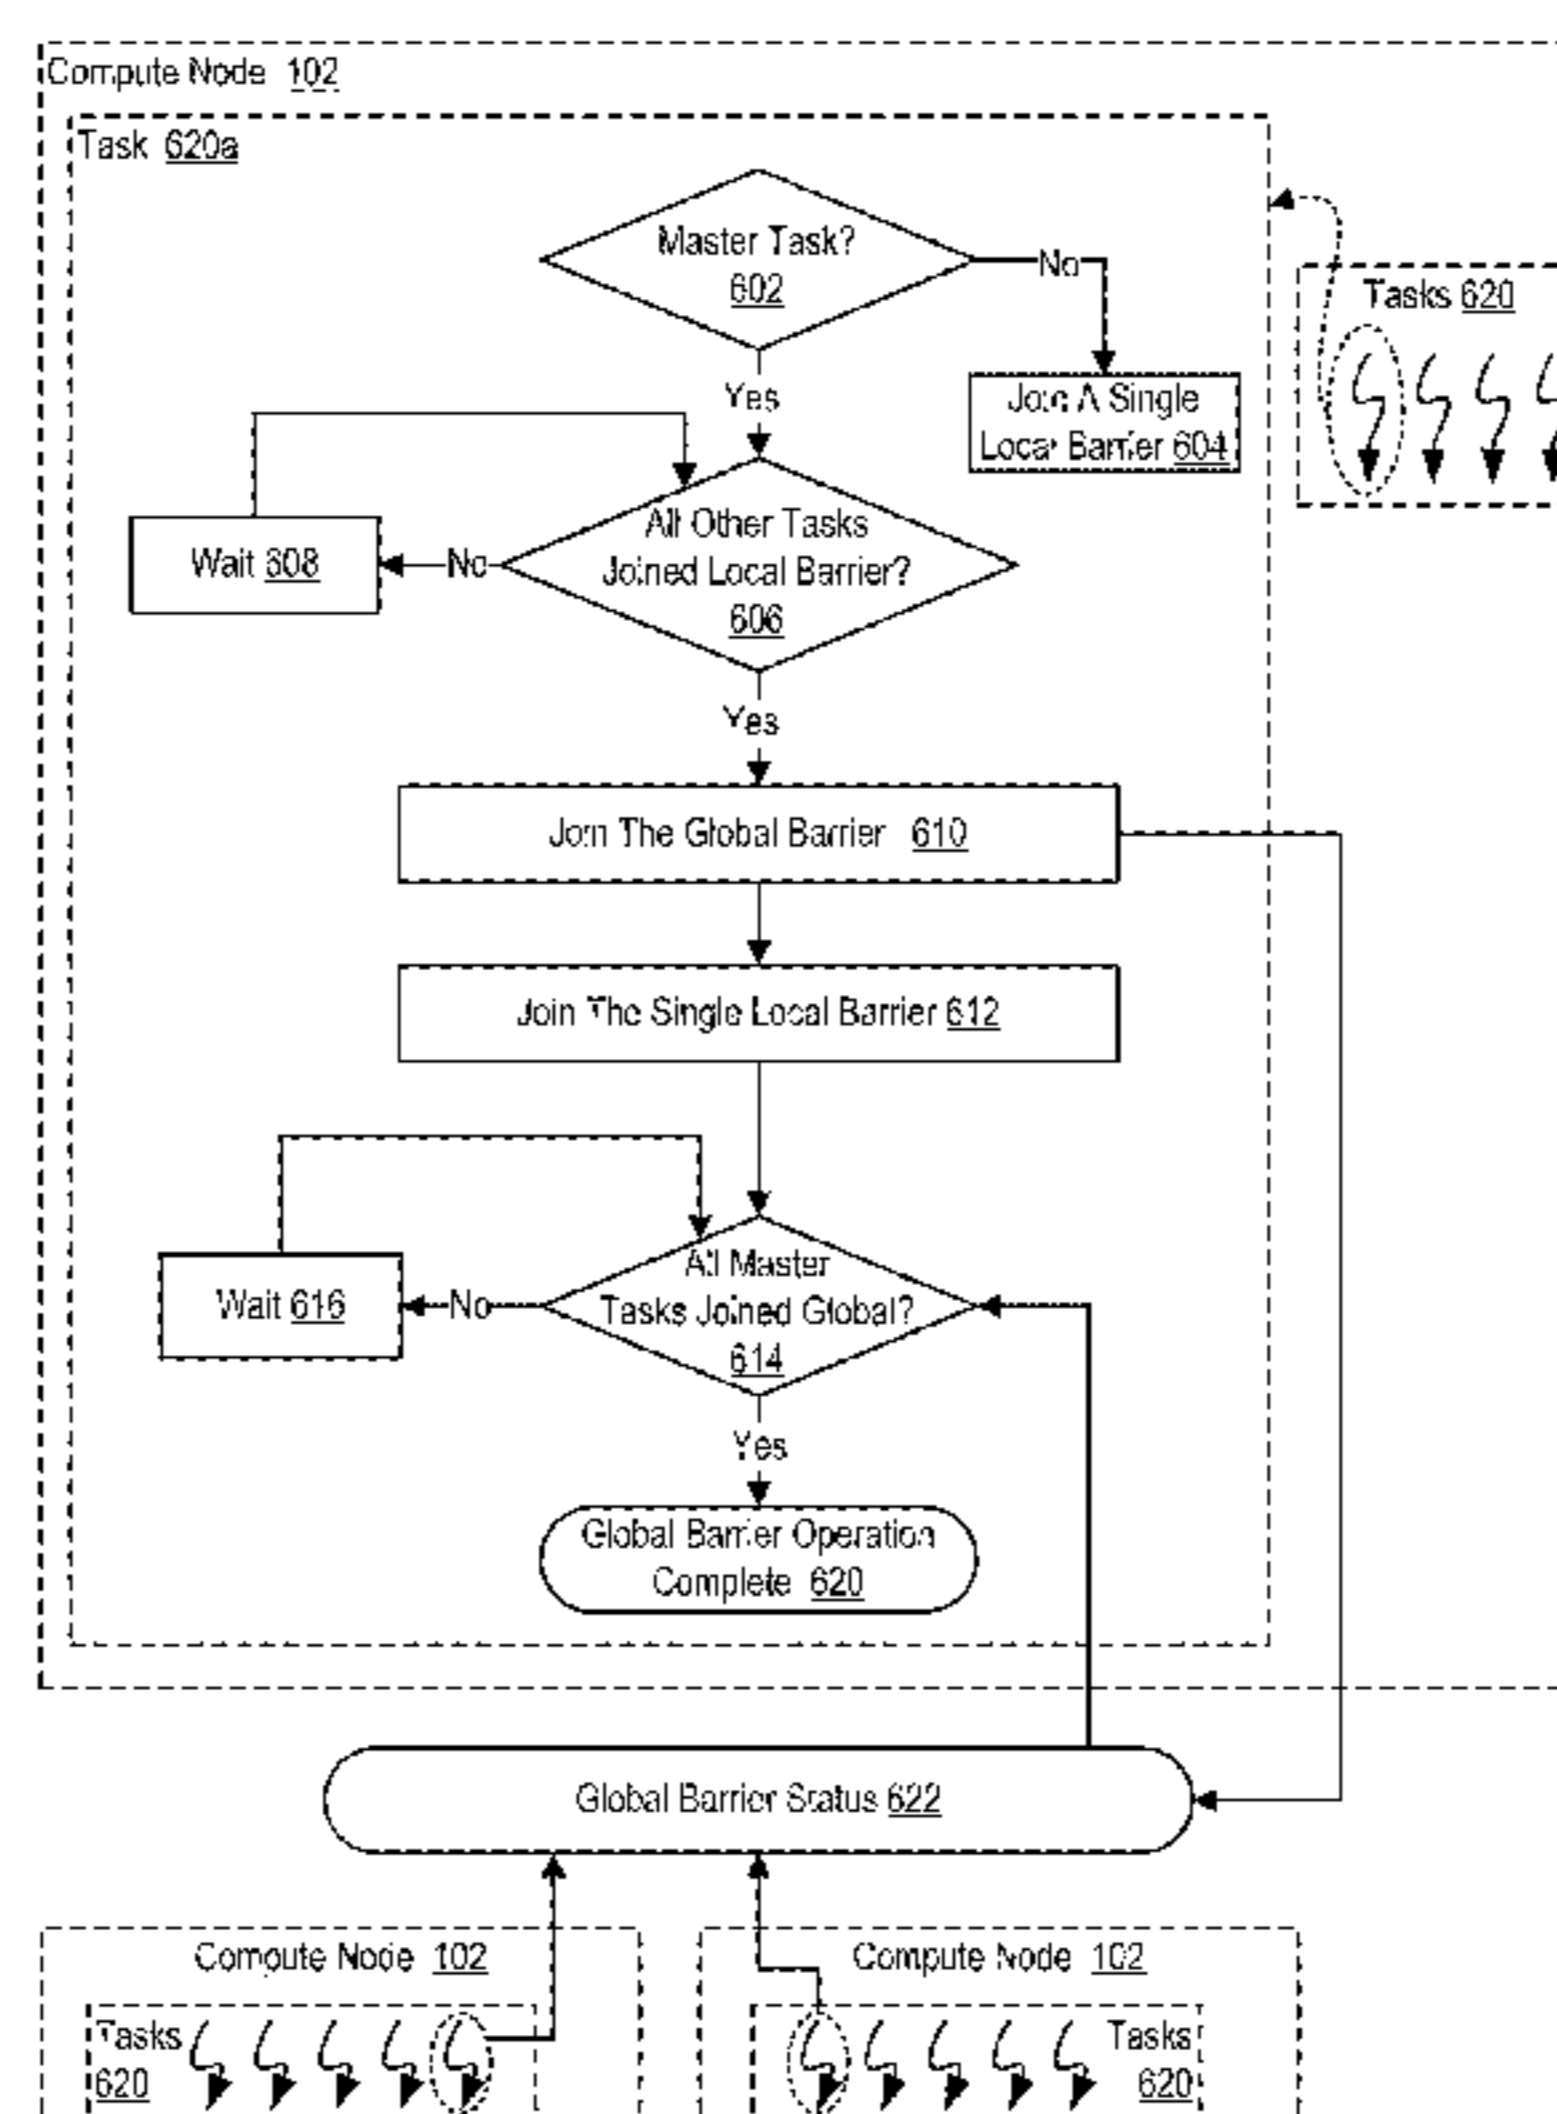 Compute Node 102
Task 620a
Master Task?
602
No
Tasks 620
Yes
Join A Single
Local Barrier 604
All Other Tasks
Joined Local Barrier?
606
No
Wait 608
Yes
Join The Global Barrier 610
Join The Single Local Barrier 612
All Master
Tasks Joined Global?
614
No
Wait 616
Yes
Global Barrier Operation
Complete 620
Global Barrier Status 622
Compute Node 102
Tasks
620
Compute Node 102
Tasks
620